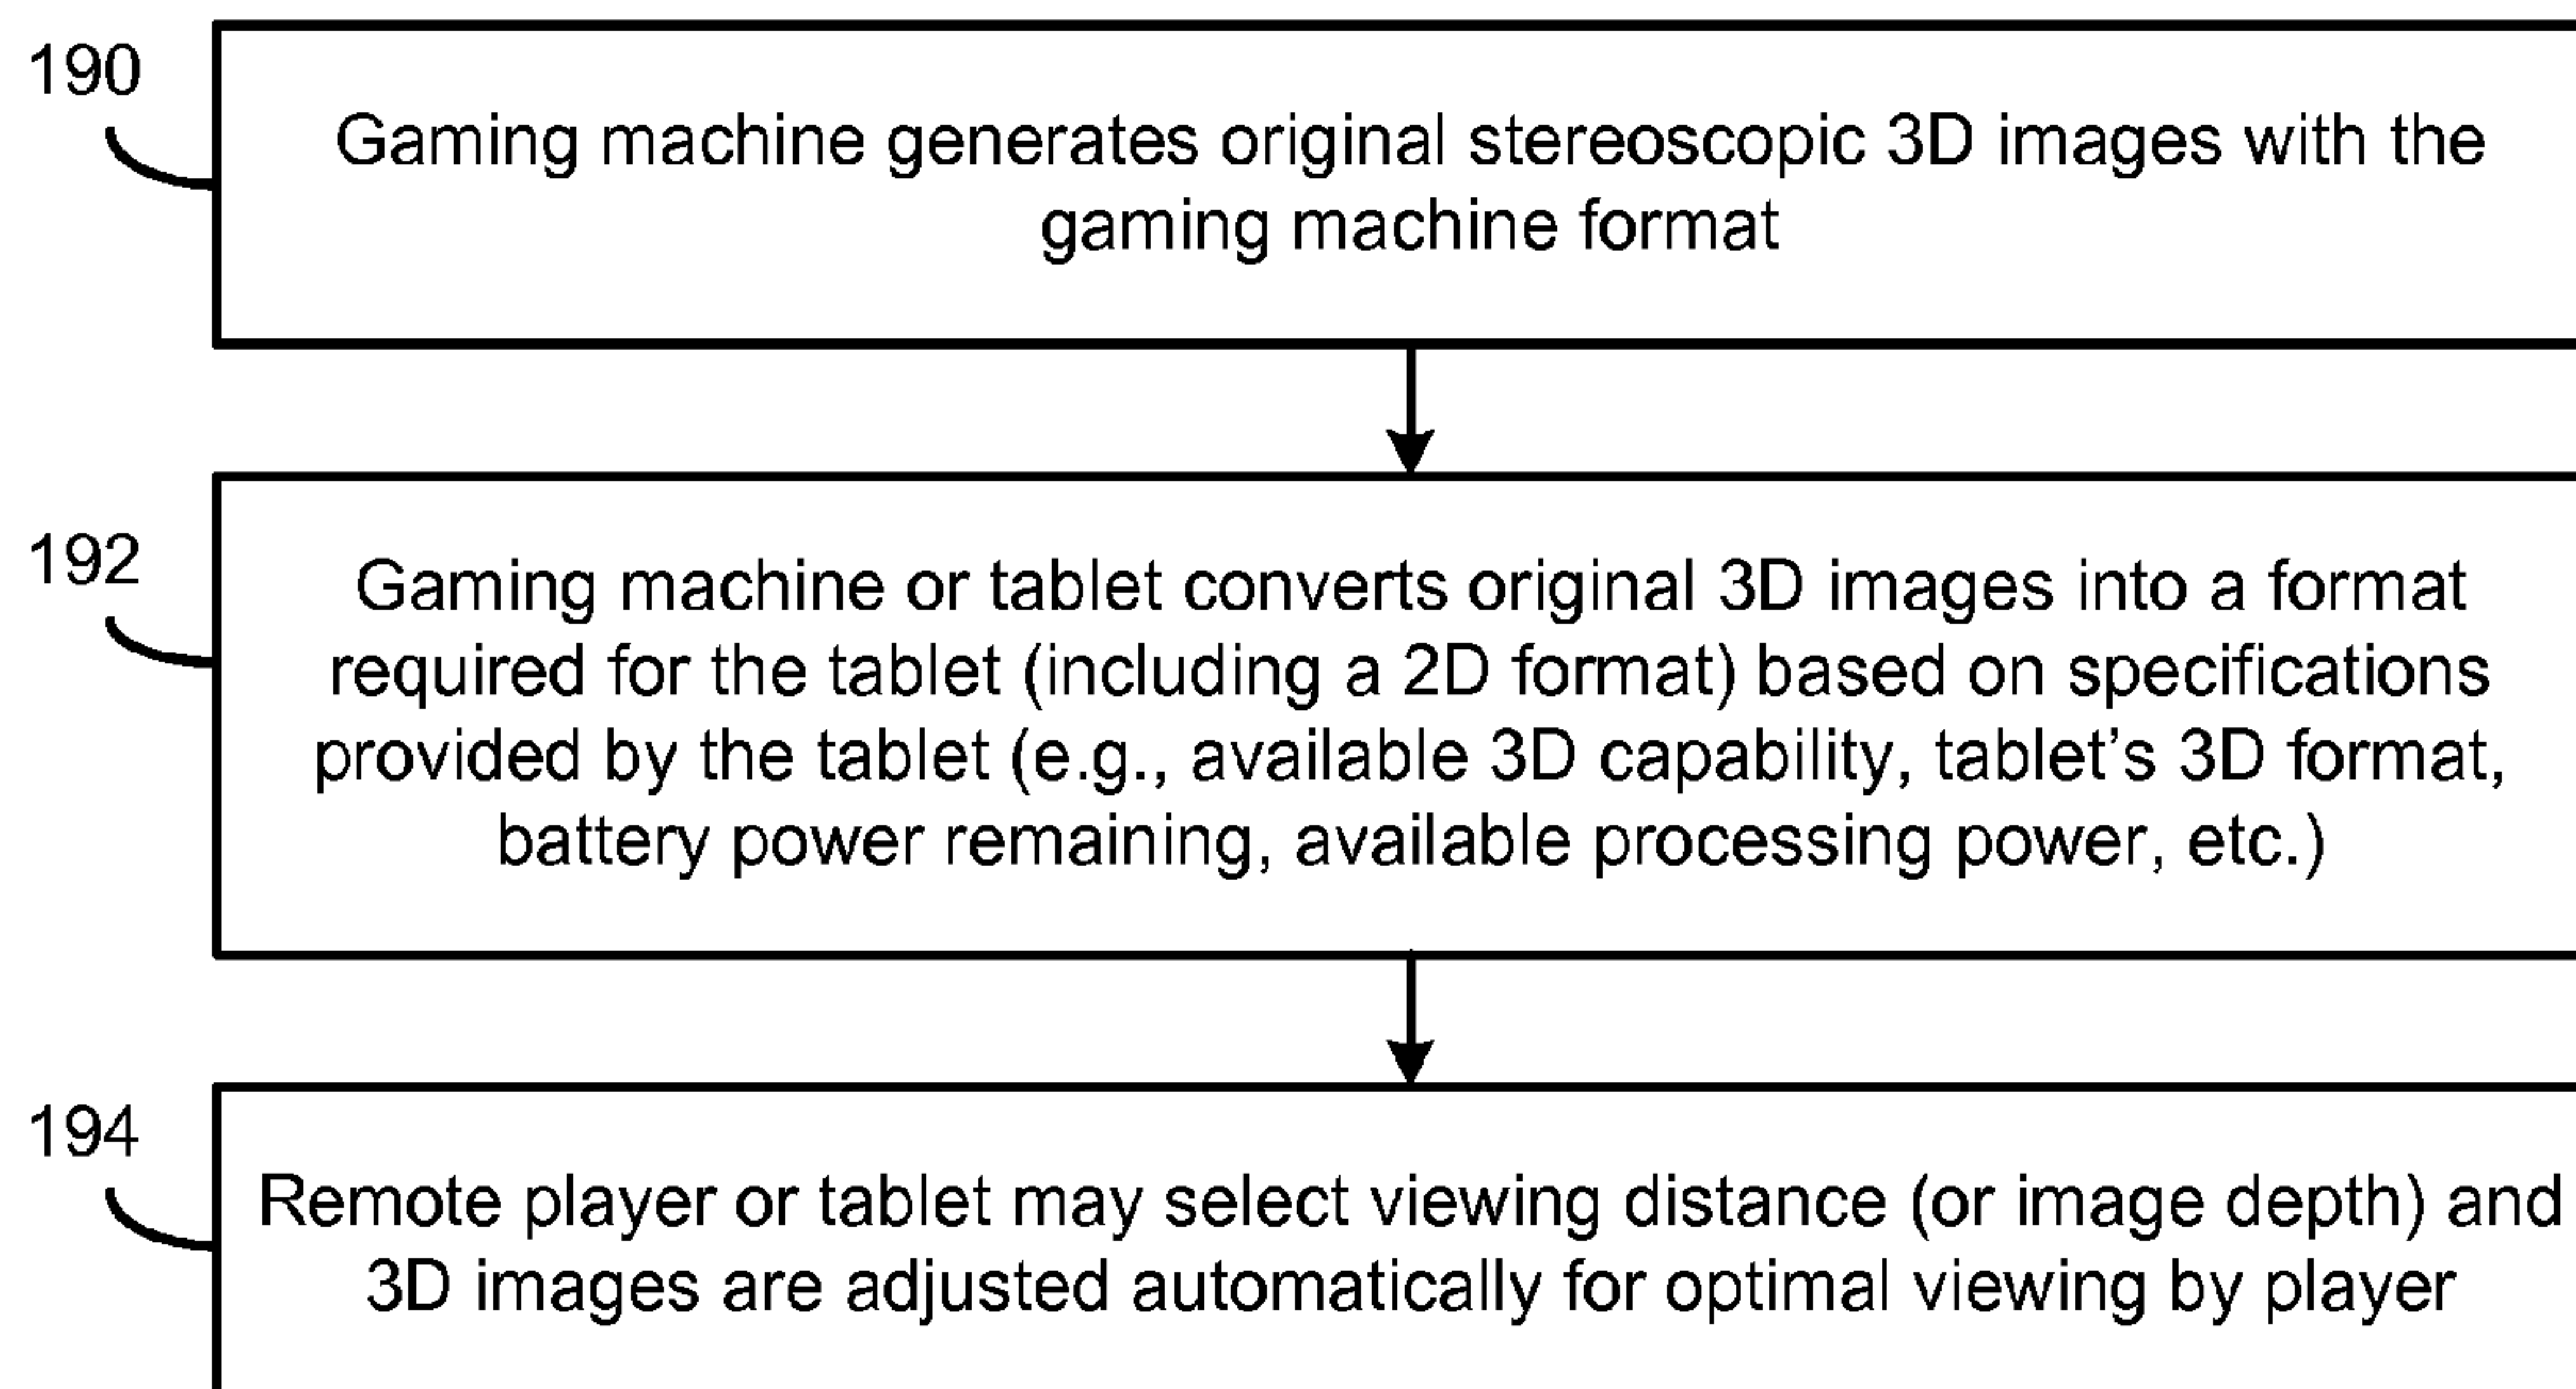 190
Gaming machine generates original stereoscopic 3D images with the
gaming machine format
192
Gaming machine or tablet converts original 3D images into a format
required for the tablet (including a 2D format) based on specifications
provided by the tablet (e.g., available 3D capability, tablet's 3D format,
battery power remaining, available processing power, etc.)
194
Remote player or tablet may select viewing distance (or image depth) and
3D images are adjusted automatically for optimal viewing by player